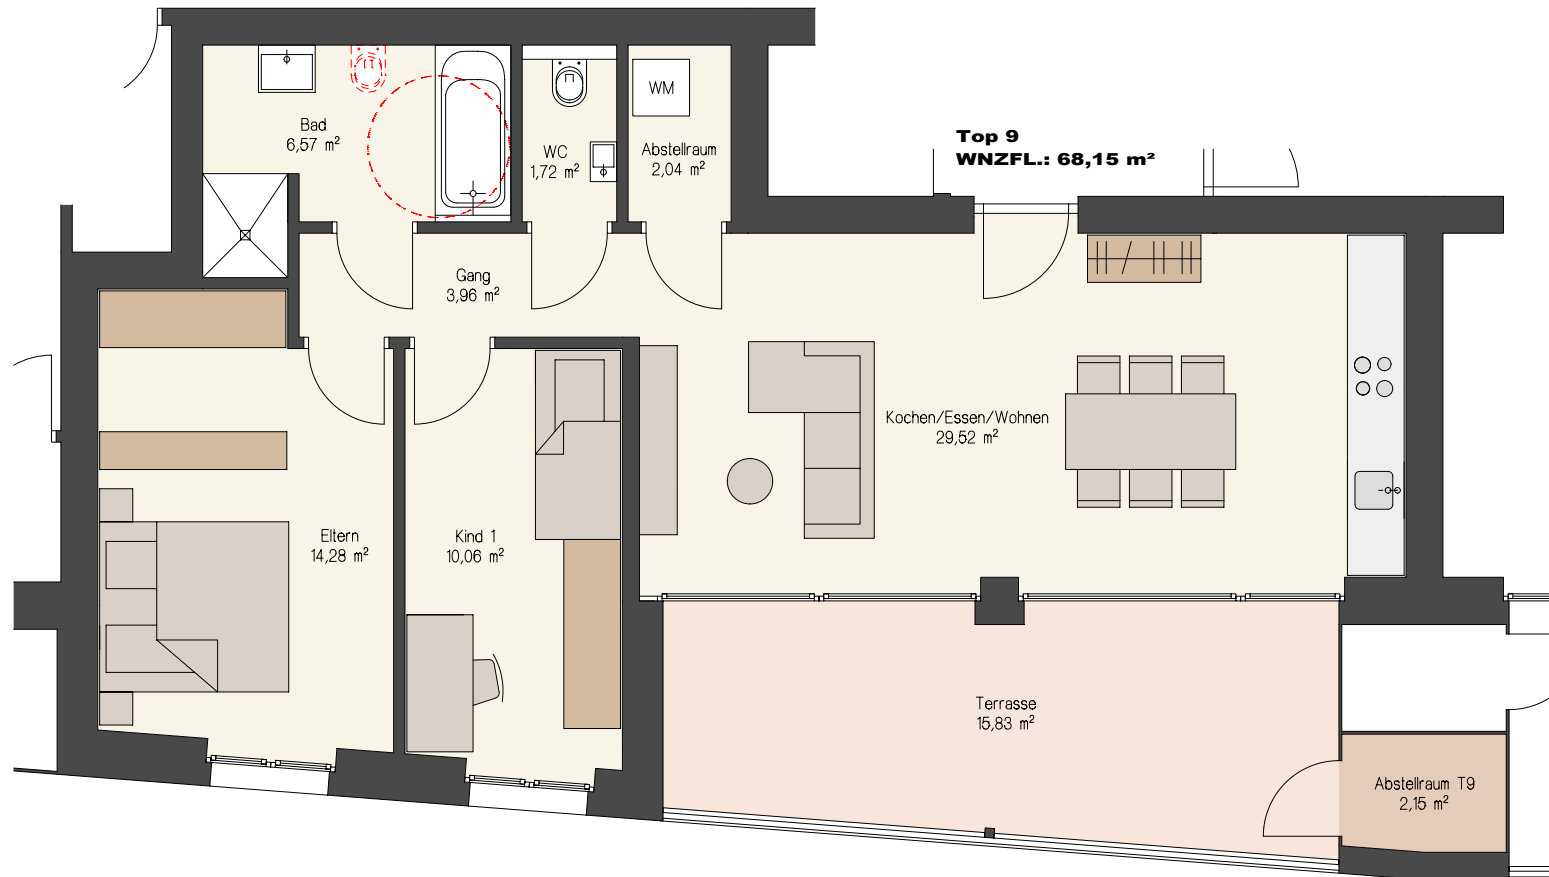 Top 9
WNZFL.: 68,15 m²
Bad
6,57 m²
WC
1,72 m²
WM
Abstellraum
2,04 m²
Gang
3,96 m²
Kochen/Essen/Wohnen
29,52 m²
Eltern
14,28 m²
Kind 1
10,06 m²
Terrasse
15,83 m²
Abstellraum T9
2,15 m²